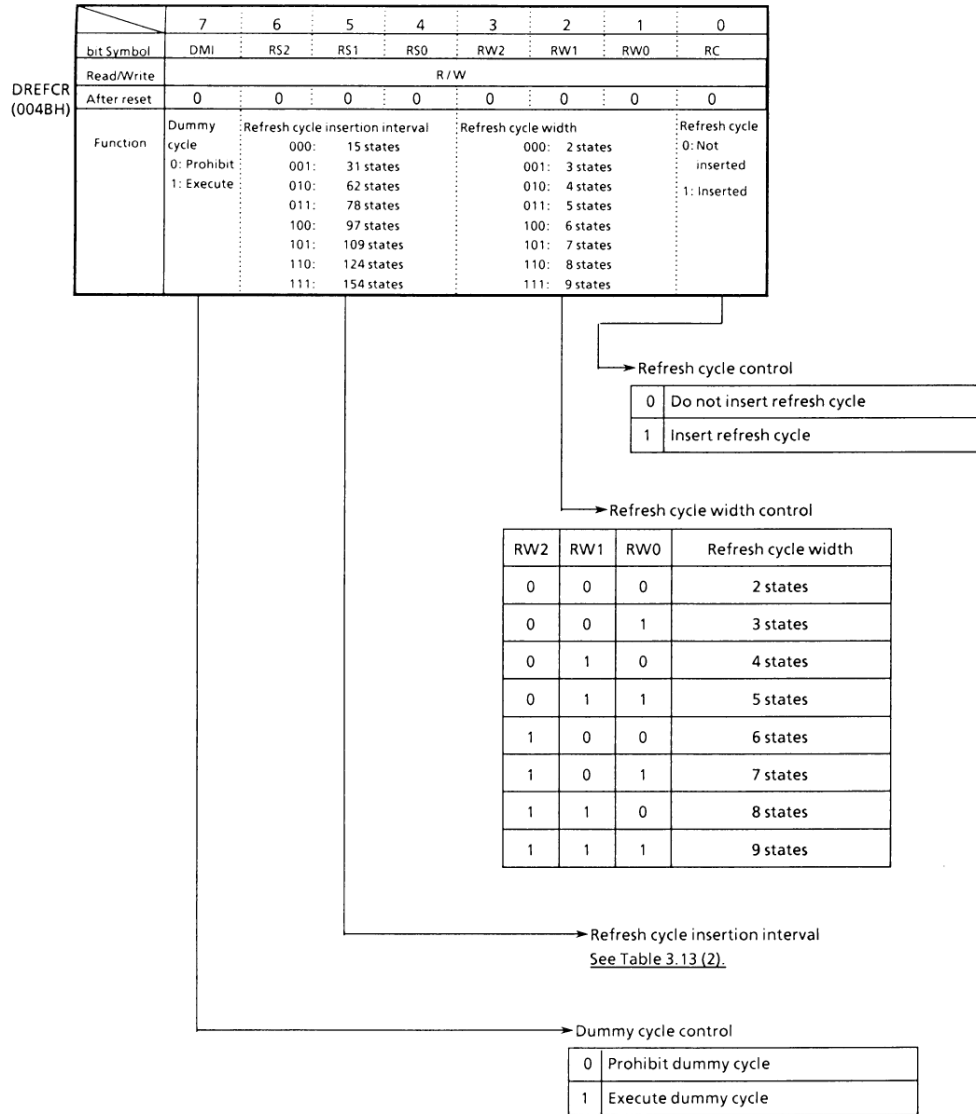 7 6 5 4 3 2 1 0
bit Symbol DMI RS2 RS1 RS0 RW2 RW1 RW0 RC
Read/Write R / W
DREFCR
(004BH)
After reset 0 0 0 0 0 0 0 0
Function
Dummy
cycle
0: Prohibit
1: Execute
Refresh cycle insertion interval
000: 15 states
001: 31 states
010: 62 states
011: 78 states
100: 97 states
101: 109 states
110: 124 states
111: 154 states
Refresh cycle width
000: 2 states
001: 3 states
010: 4 states
011: 5 states
100: 6 states
101: 7 states
110: 8 states
111: 9 states
Refresh cycle
0: Not
inserted
1: Inserted
Refresh cycle control
0 Do not insert refresh cycle
1 Insert refresh cycle
Refresh cycle width control
RW2 RW1 RW0 Refresh cycle width
0 0 0 2 states
0 0 1 3 states
0 1 0 4 states
0 1 1 5 states
1 0 0 6 states
1 0 1 7 states
1 1 0 8 states
1 1 1 9 states
Refresh cycle insertion interval
See Table 3.13 (2).
Dummy cycle control
0 Prohibit dummy cycle
1 Execute dummy cycle